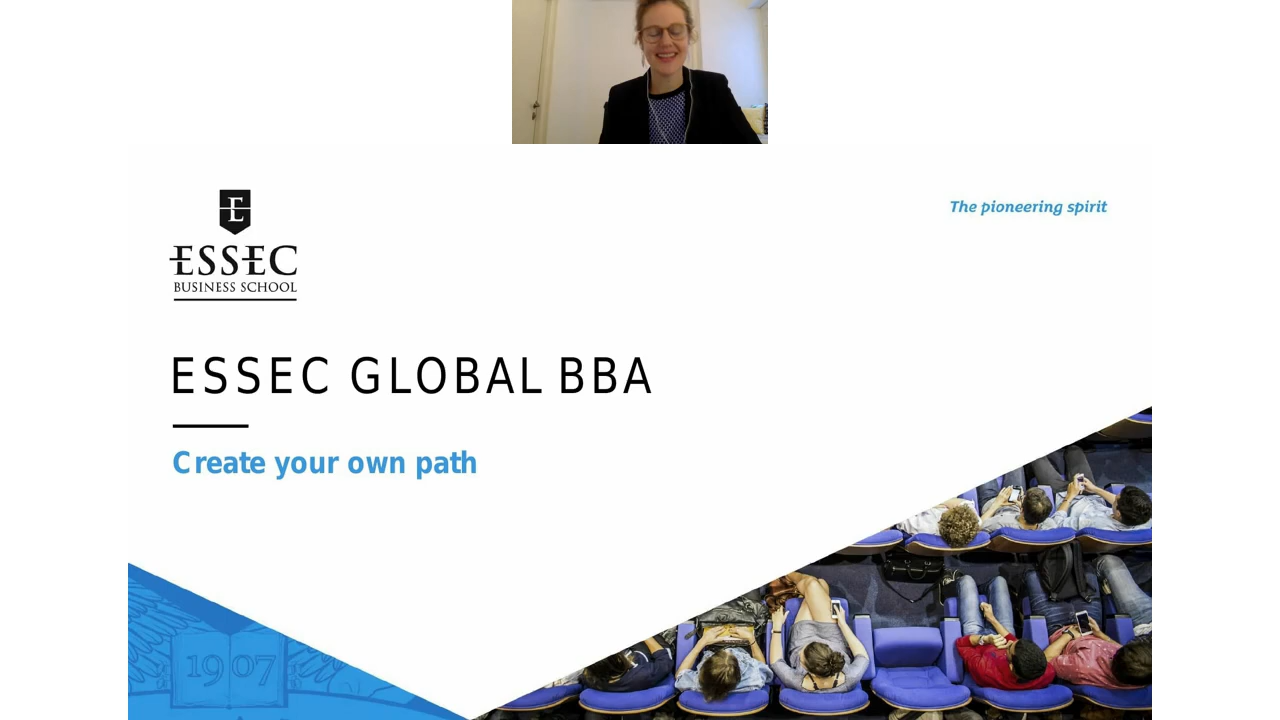 The pioneering spirit
E
ESSEC
BUSINESS SCHOOL
ESSEC GLOBAL BBA
Create your own path
1907